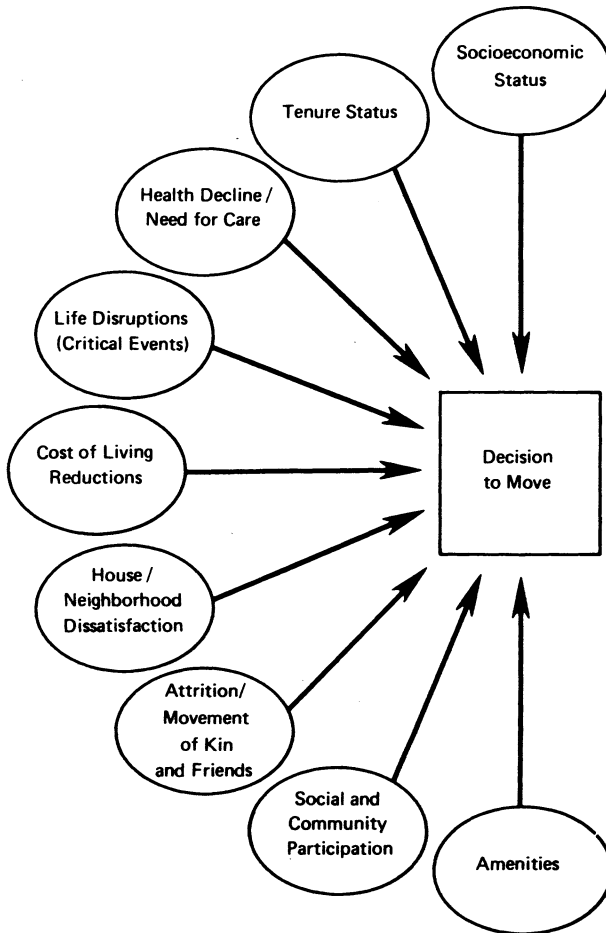 Socioeconomic
Status
Tenure Status
Health Decline /
Need for Care
Life Disruptions
(Critical Events)
Cost of Living
Reductions
House /
Neighborhood
Dissatisfaction
Attrition/
Movement
of Kin
and Friends
Social and
Community
Participation
Amenities
Decision
to Move